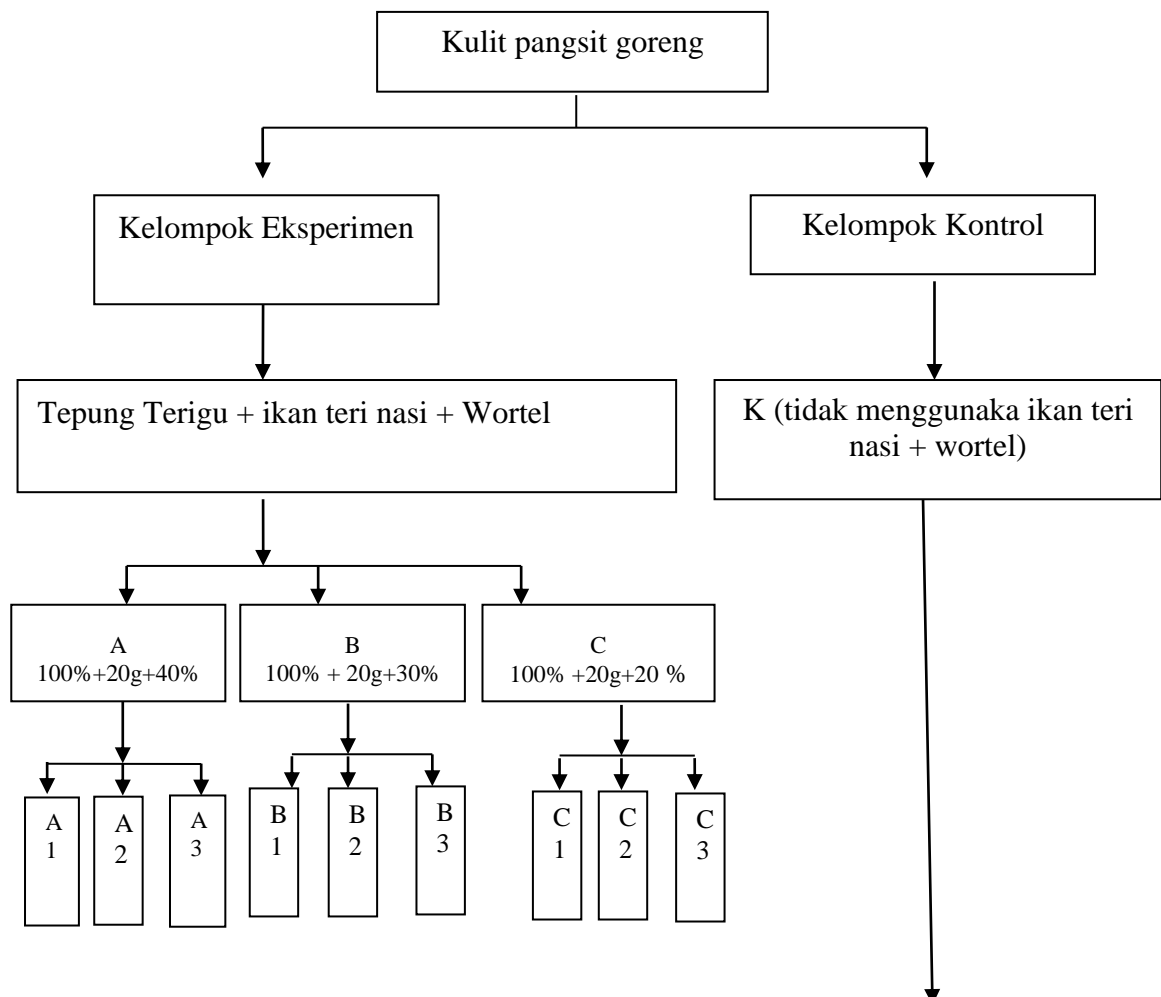 Kulit pangsit goreng
Kelompok Eksperimen
Kelompok Kontrol
Tepung Terigu + ikan teri nasi + Wortel
K (tidak menggunaka ikan teri
nasi + wortel)
A
100%+20g+40%
B
100% + 20g+30%
C
100% +20g+20 %
A
1
A
2
A
3
B
1
B
2
B
3
C
1
C
2
C
3